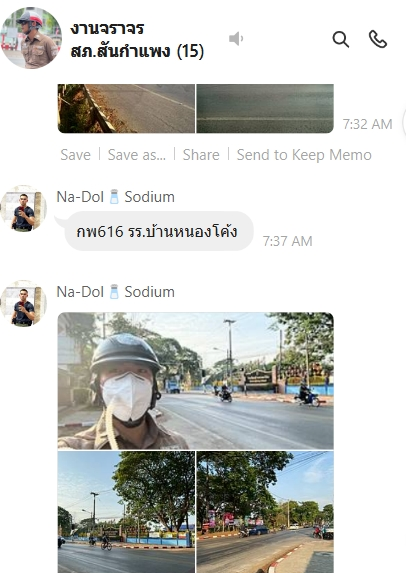 งานจราจร
สภ.สันกำแพง (15)
7:32 AM
Save | Save as... | Share | Send to Keep Memo
Na-Dol 🧂 Sodium
กพ616 รร.บ้านหนองโค้ง
7:37 AM
Na-Dol 🧂 Sodium